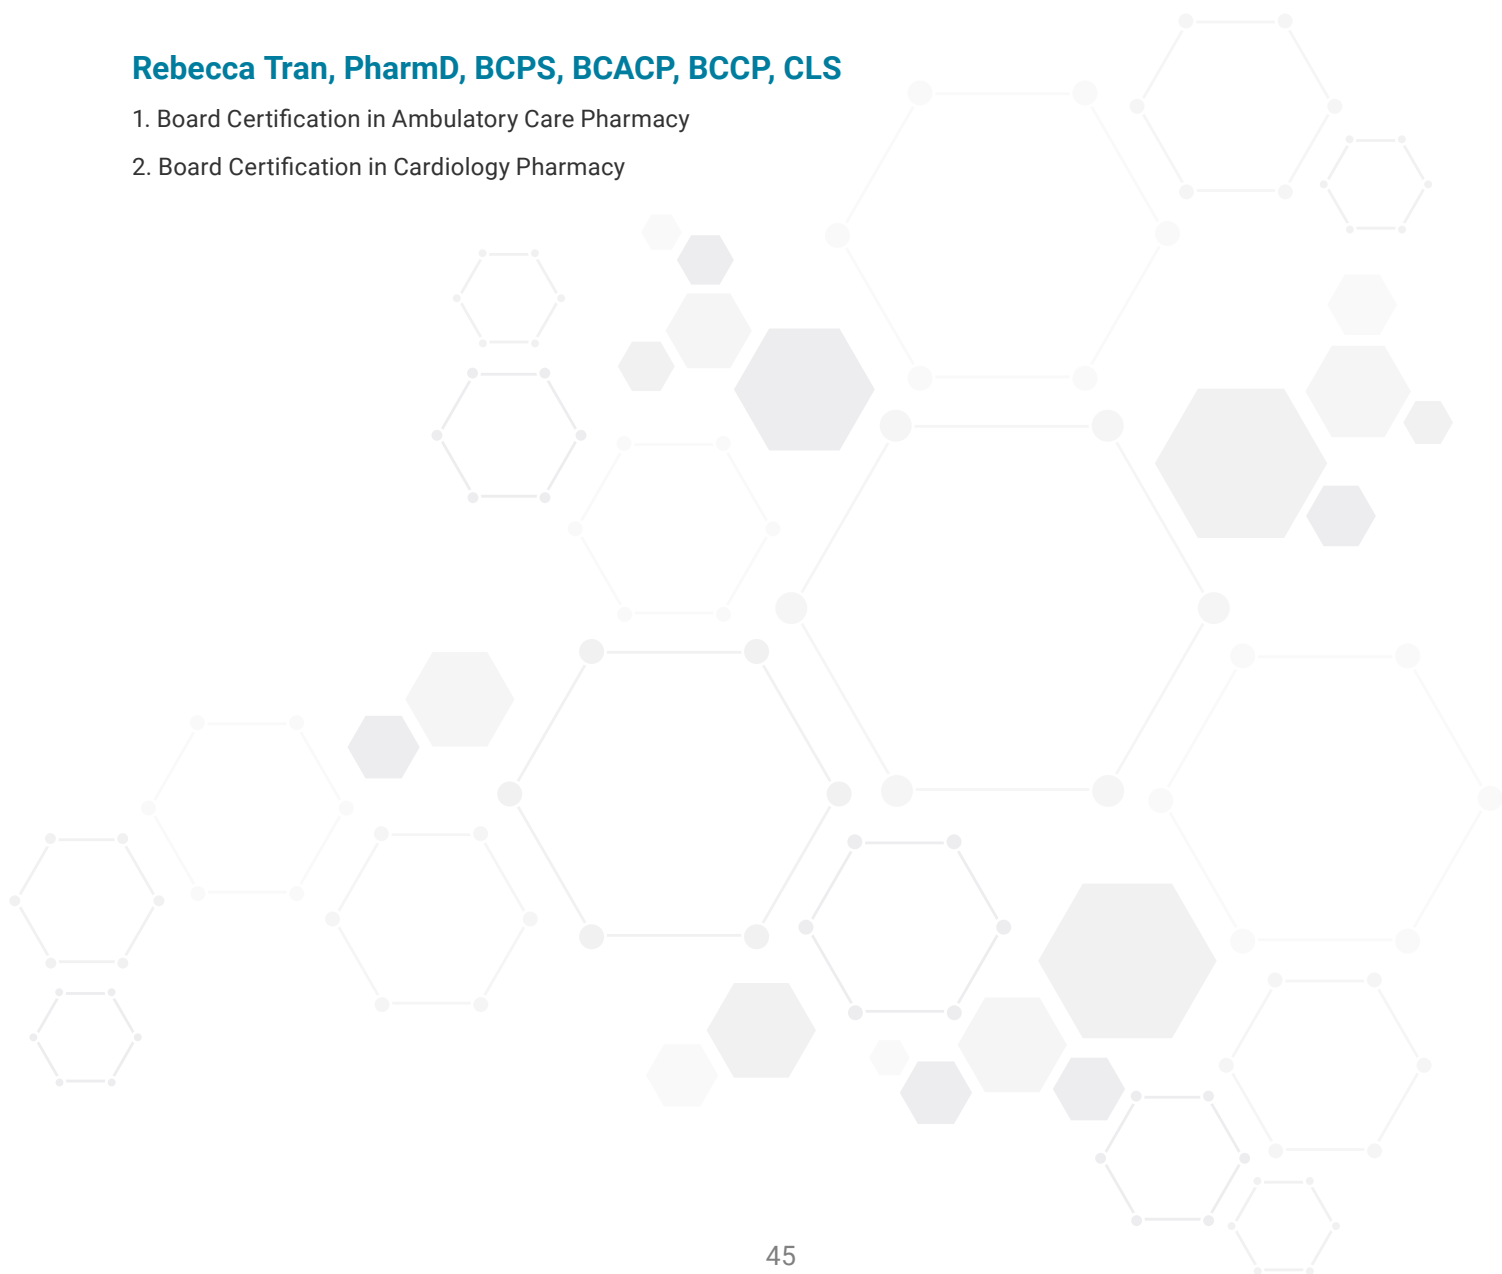 Rebecca Tran, PharmD, BCPS, BCACP, BCCP, CLS
1. Board Certification in Ambulatory Care Pharmacy
2. Board Certification in Cardiology Pharmacy
45